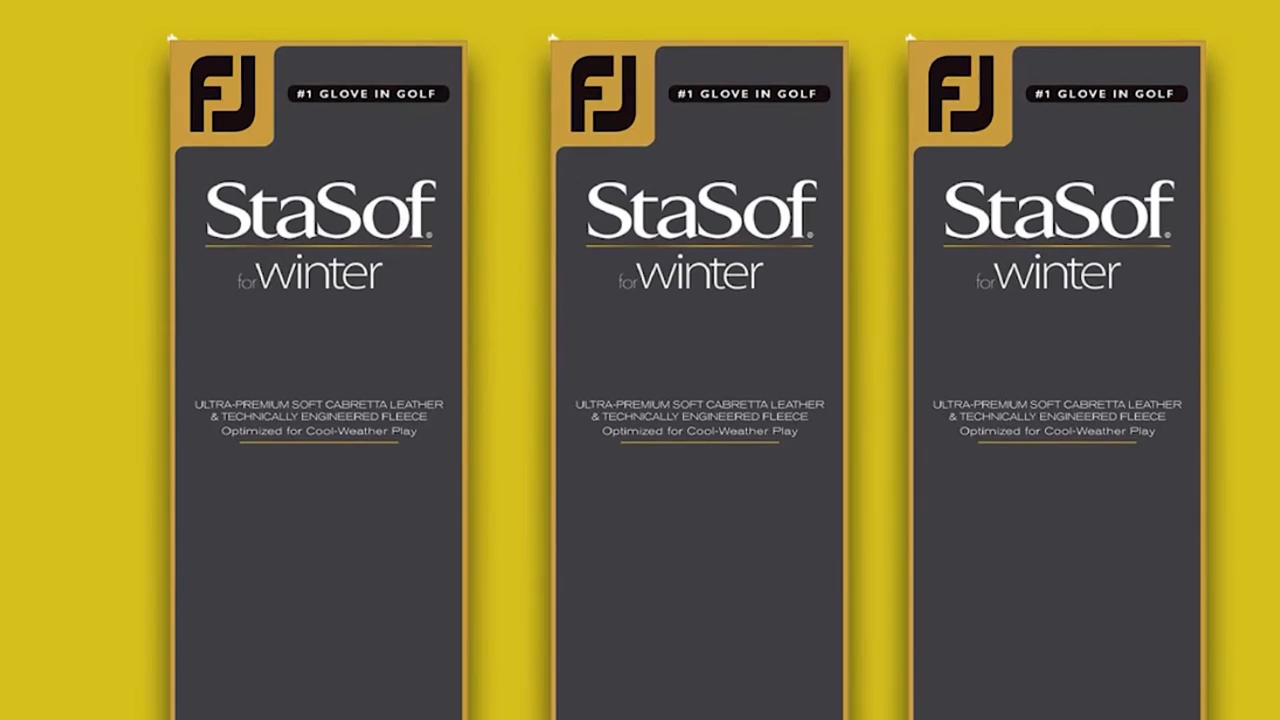 FJ
#1 GLOVE IN GOLF
StaSof®
for winter
ULTRA-PREMIUM SOFT CABRETTA LEATHER
& TECHNICALLY ENGINEERED FLEECE
Optimized for Cool-Weather Play
FJ
#1 GLOVE IN GOLF
StaSof®
for winter
ULTRA-PREMIUM SOFT CABRETTA LEATHER
& TECHNICALLY ENGINEERED FLEECE
Optimized for Cool-Weather Play
FJ
#1 GLOVE IN GOLF
StaSof®
for winter
ULTRA-PREMIUM SOFT CABRETTA LEATHER
& TECHNICALLY ENGINEERED FLEECE
Optimized for Cool-Weather Play